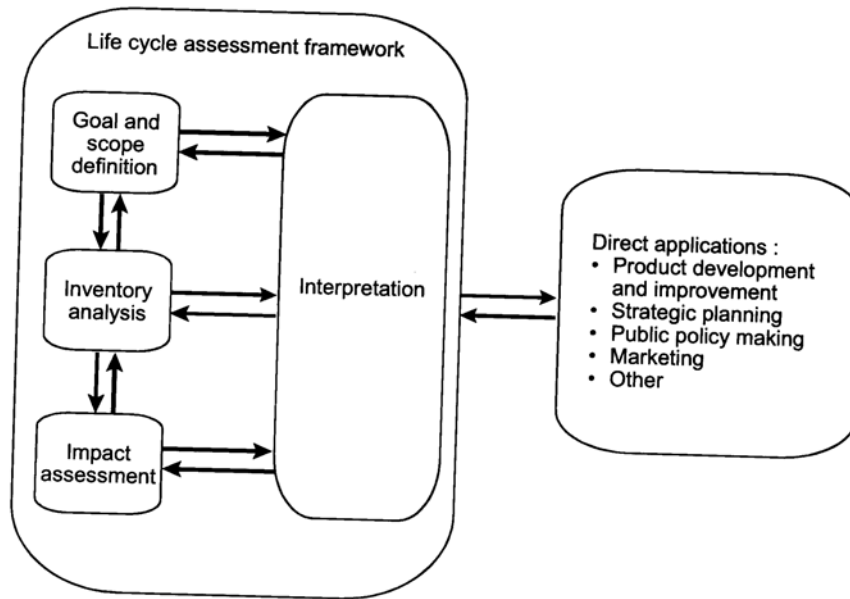 Life cycle assessment framework
Goal and
scope
definition
Inventory
analysis
Impact
assessment
Interpretation
Direct applications :
• Product development
and improvement
• Strategic planning
• Public policy making
• Marketing
• Other